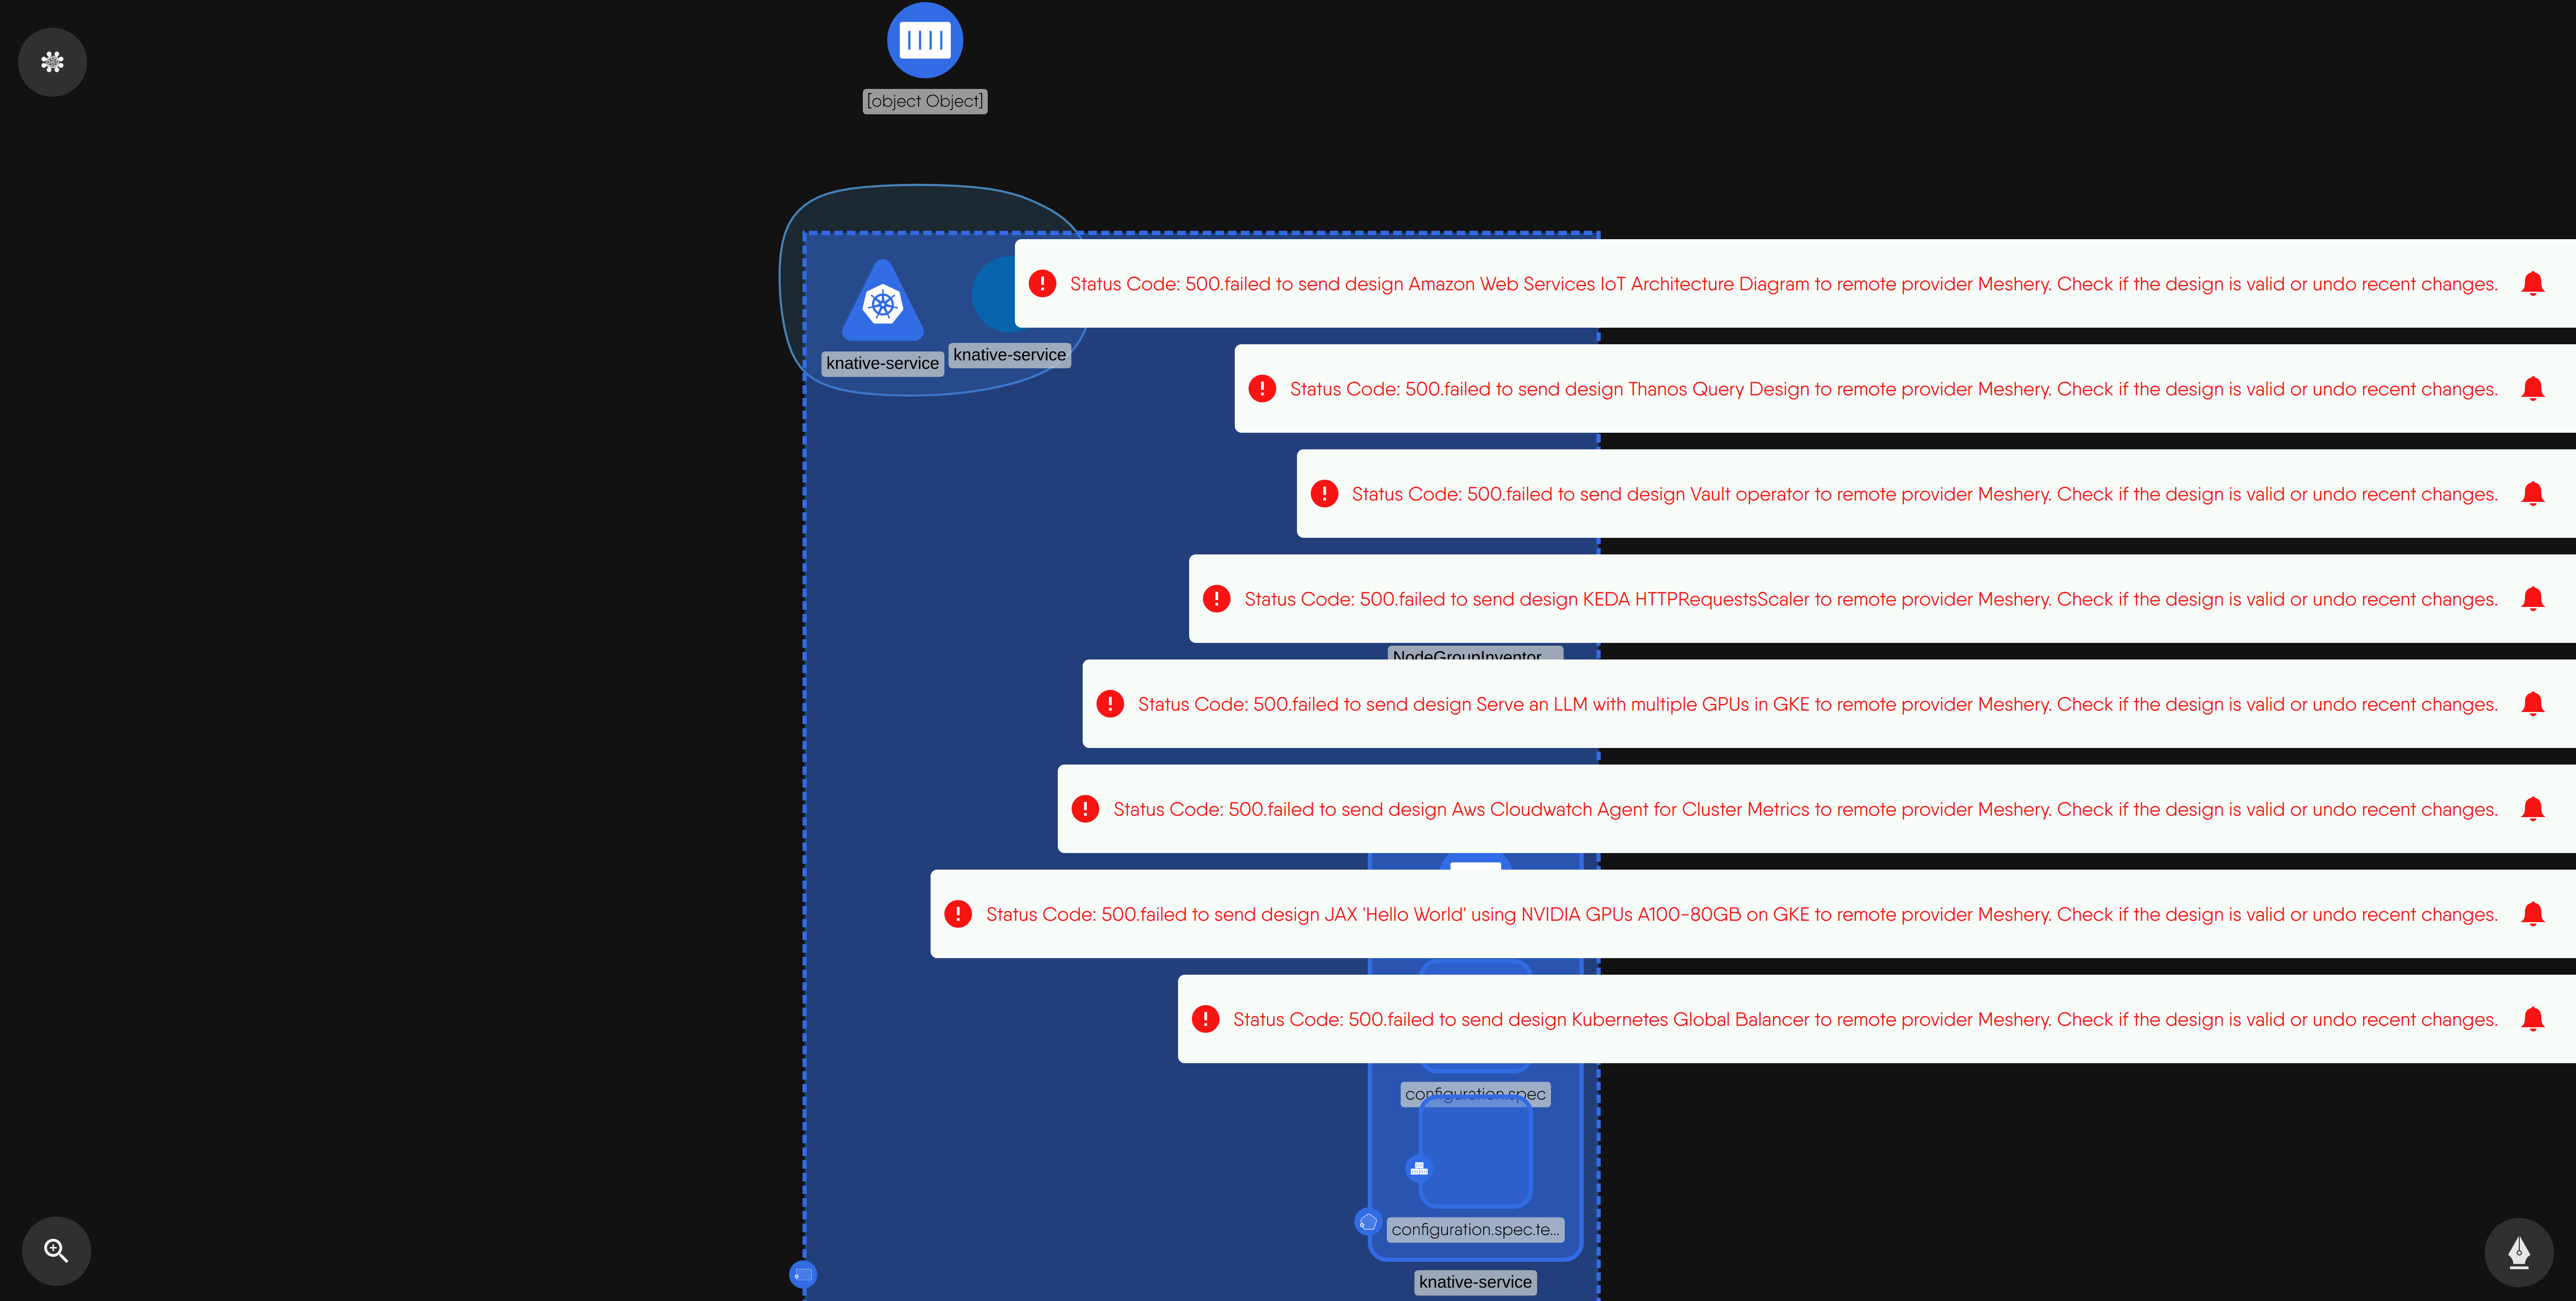 [object Object]
Status Code: 500.failed to send design Amazon Web Services IoT Architecture Diagram to remote provider Meshery. Check if the design is valid or undo recent changes.
knative-service
knative-service
Status Code: 500.failed to send design Thanos Query Design to remote provider Meshery. Check if the design is valid or undo recent changes.
Status Code: 500.failed to send design Vault operator to remote provider Meshery. Check if the design is valid or undo recent changes.
Status Code: 500.failed to send design KEDA HTTPRequestsScaler to remote provider Meshery. Check if the design is valid or undo recent changes.
NodeGroupInventor...
Status Code: 500.failed to send design Serve an LLM with multiple GPUs in GKE to remote provider Meshery. Check if the design is valid or undo recent changes.
Status Code: 500.failed to send design Aws Cloudwatch Agent for Cluster Metrics to remote provider Meshery. Check if the design is valid or undo recent changes.
Status Code: 500.failed to send design JAX 'Hello World' using NVIDIA GPUs A100-80GB on GKE to remote provider Meshery. Check if the design is valid or undo recent changes.
Status Code: 500.failed to send design Kubernetes Global Balancer to remote provider Meshery. Check if the design is valid or undo recent changes.
configuration.spec
configuration.spec.te...
knative-service